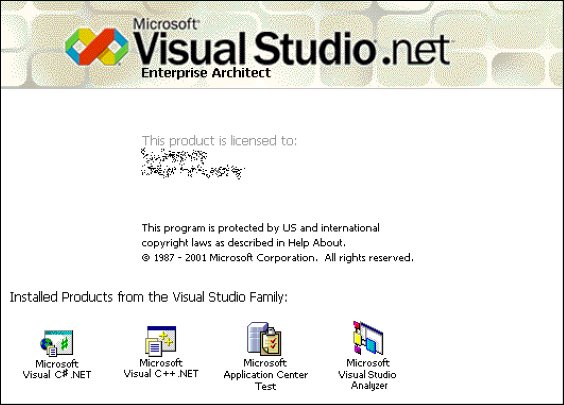 Microsoft®
Visual Studio.net
Enterprise Architect
This product is licensed to:
This program is protected by US and international
copyright laws as described in Help About.
© 1987 - 2001 Microsoft Corporation. All rights reserved.
Installed Products from the Visual Studio Family:
Microsoft
Visual C# .NET
Microsoft
Visual C++ .NET
Microsoft
Application Center
Test
Microsoft
Visual Studio
Analyzer